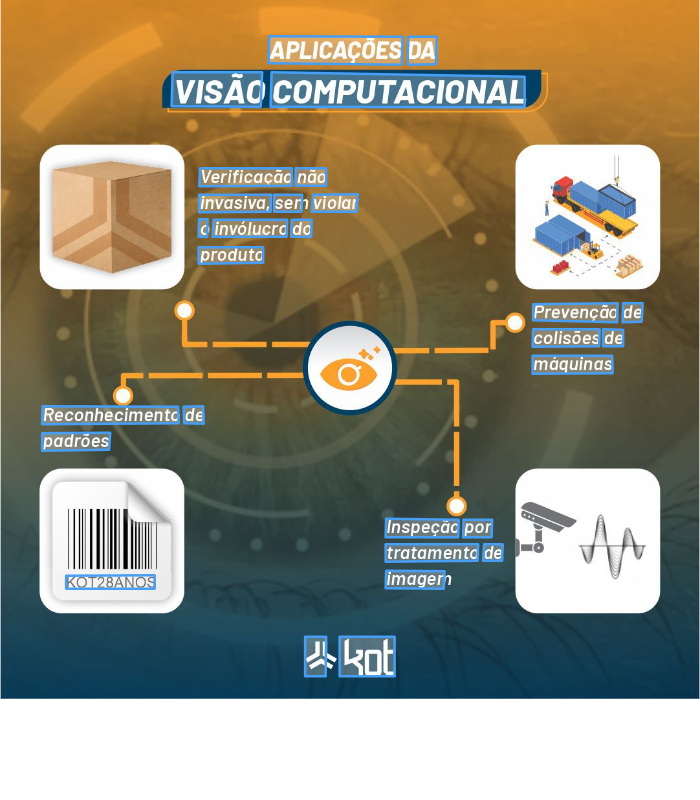 APLICAÇÕES DA
VISÃO COMPUTACIONAL
Verificação não
invasiva, sem violar
o invólucro do
produto
Prevenção de
colisões de
máquinas
Reconhecimento de
padrões
KOT28ANOS
Inspeção por
tratamento de
imagem
kot